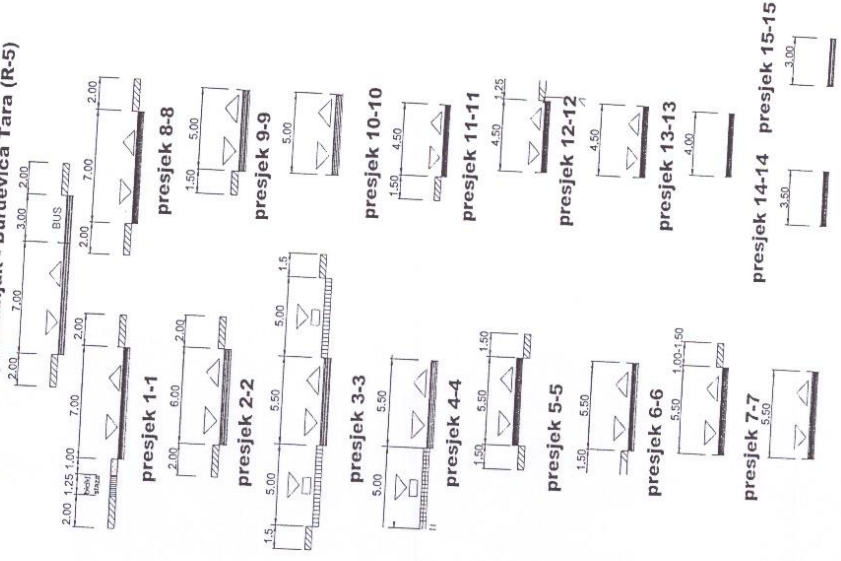 - Đurđevića Tara (R-5)
2.00 7.00 3.00 2.00
BUS
2.00 1.25 1.00 7.00 2.00
staza
presjek 1-1
2.00 6.00 2.00
presjek 2-2
1.5 5.00 5.50 5.00 1.5
presjek 3-3
5.00 5.50
presjek 4-4
1.50 5.50 1.50
presjek 5-5
1.50 5.50
presjek 6-6
5.50 1.00-1.50
presjek 7-7
5.50
2.00 7.00 2.00
presjek 8-8
1.50 5.00
presjek 9-9
5.00
presjek 10-10
1.50 4.50
presjek 11-11
4.50 1.25
presjek 12-12
4.50
presjek 13-13
4.00
presjek 14-14
3.50
presjek 15-15
3.00